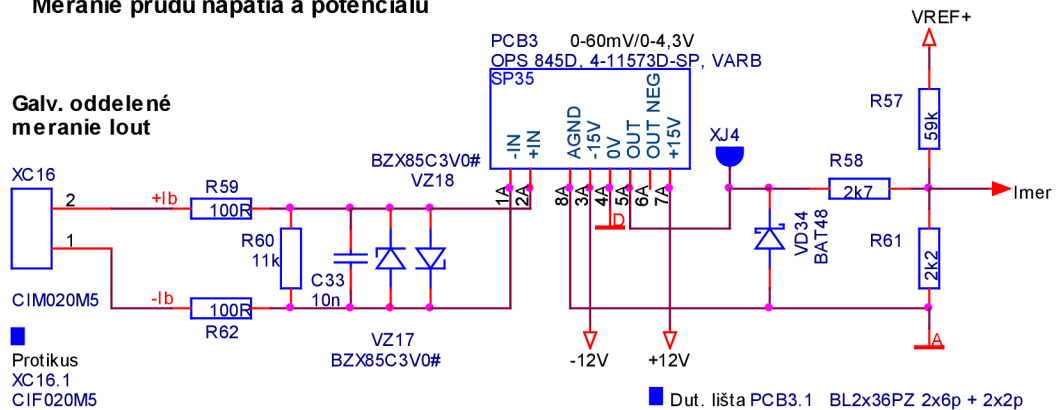 Meranie prúdu napätia a potenciálu
VREF+
PCB3 0-60mV/0-4,3V
OPS 845D, 4-11573D-SP, VARB
SP35
Galv. oddelené
meranie Iout
-IN
+IN
AGND
-15V
0V
OUT
OUT NEG
+15V
R57
59k
XJ4
BZX85C3V0#
VZ18
R58
2k7
XC16
R59
100R
+Ib
2
1
1A
2A
8A
3A
4A
5A
6A
7A
D
Imer
R60
11k
C33
10n
VD34
BAT48
R61
2k2
CIM020M5
-Ib
100R
R62
VZ17
BZX85C3V0#
-12V
+12V
A
Protikus
XC16.1
CIF020M5
Dut. lišta PCB3.1 BL2x36PZ 2x6p + 2x2p